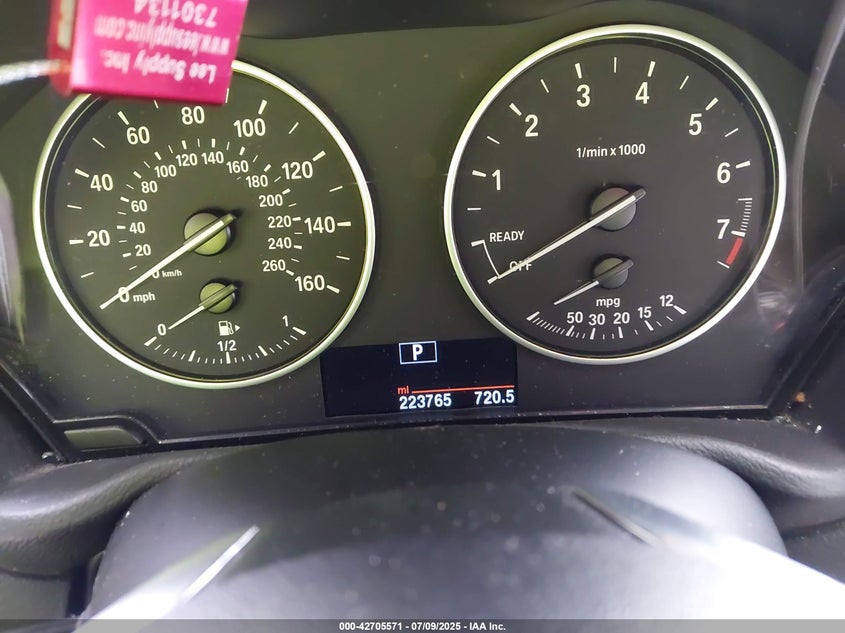 7301134
www.leesupplyinc.com
Lee Supply Inc.
20 40 60 80 100 120 140 160
20 40 60 80 100 120 140 160 180 200 220 240 260
0 km/h
0 mph
0 1/2 1
1 2 3 4 5 6 7
1/min x 1000
READY
OFF
mpg
50 30 20 15 12
P
mi
223765 720.5
000-42705571 - 07/09/2025 - IAA Inc.